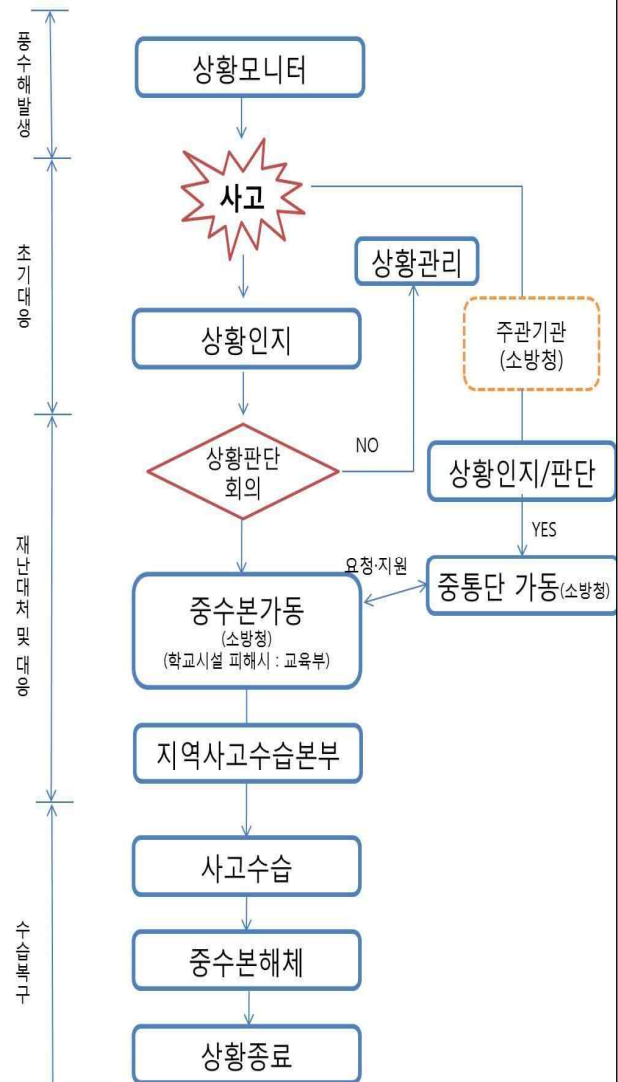 풍수해발생
상황모니터
사고
초기대응
상황관리
상황인지
주관기관
(소방청)
상황판단
회의
NO
상황인지/판단
YES
재난대처 및 대응
요청·지원
중수본가동
(소방청)
(학교시설 피해시 : 교육부)
중통단 가동(소방청)
지역사고수습본부
수습복구
사고수습
중수본해체
상황종료